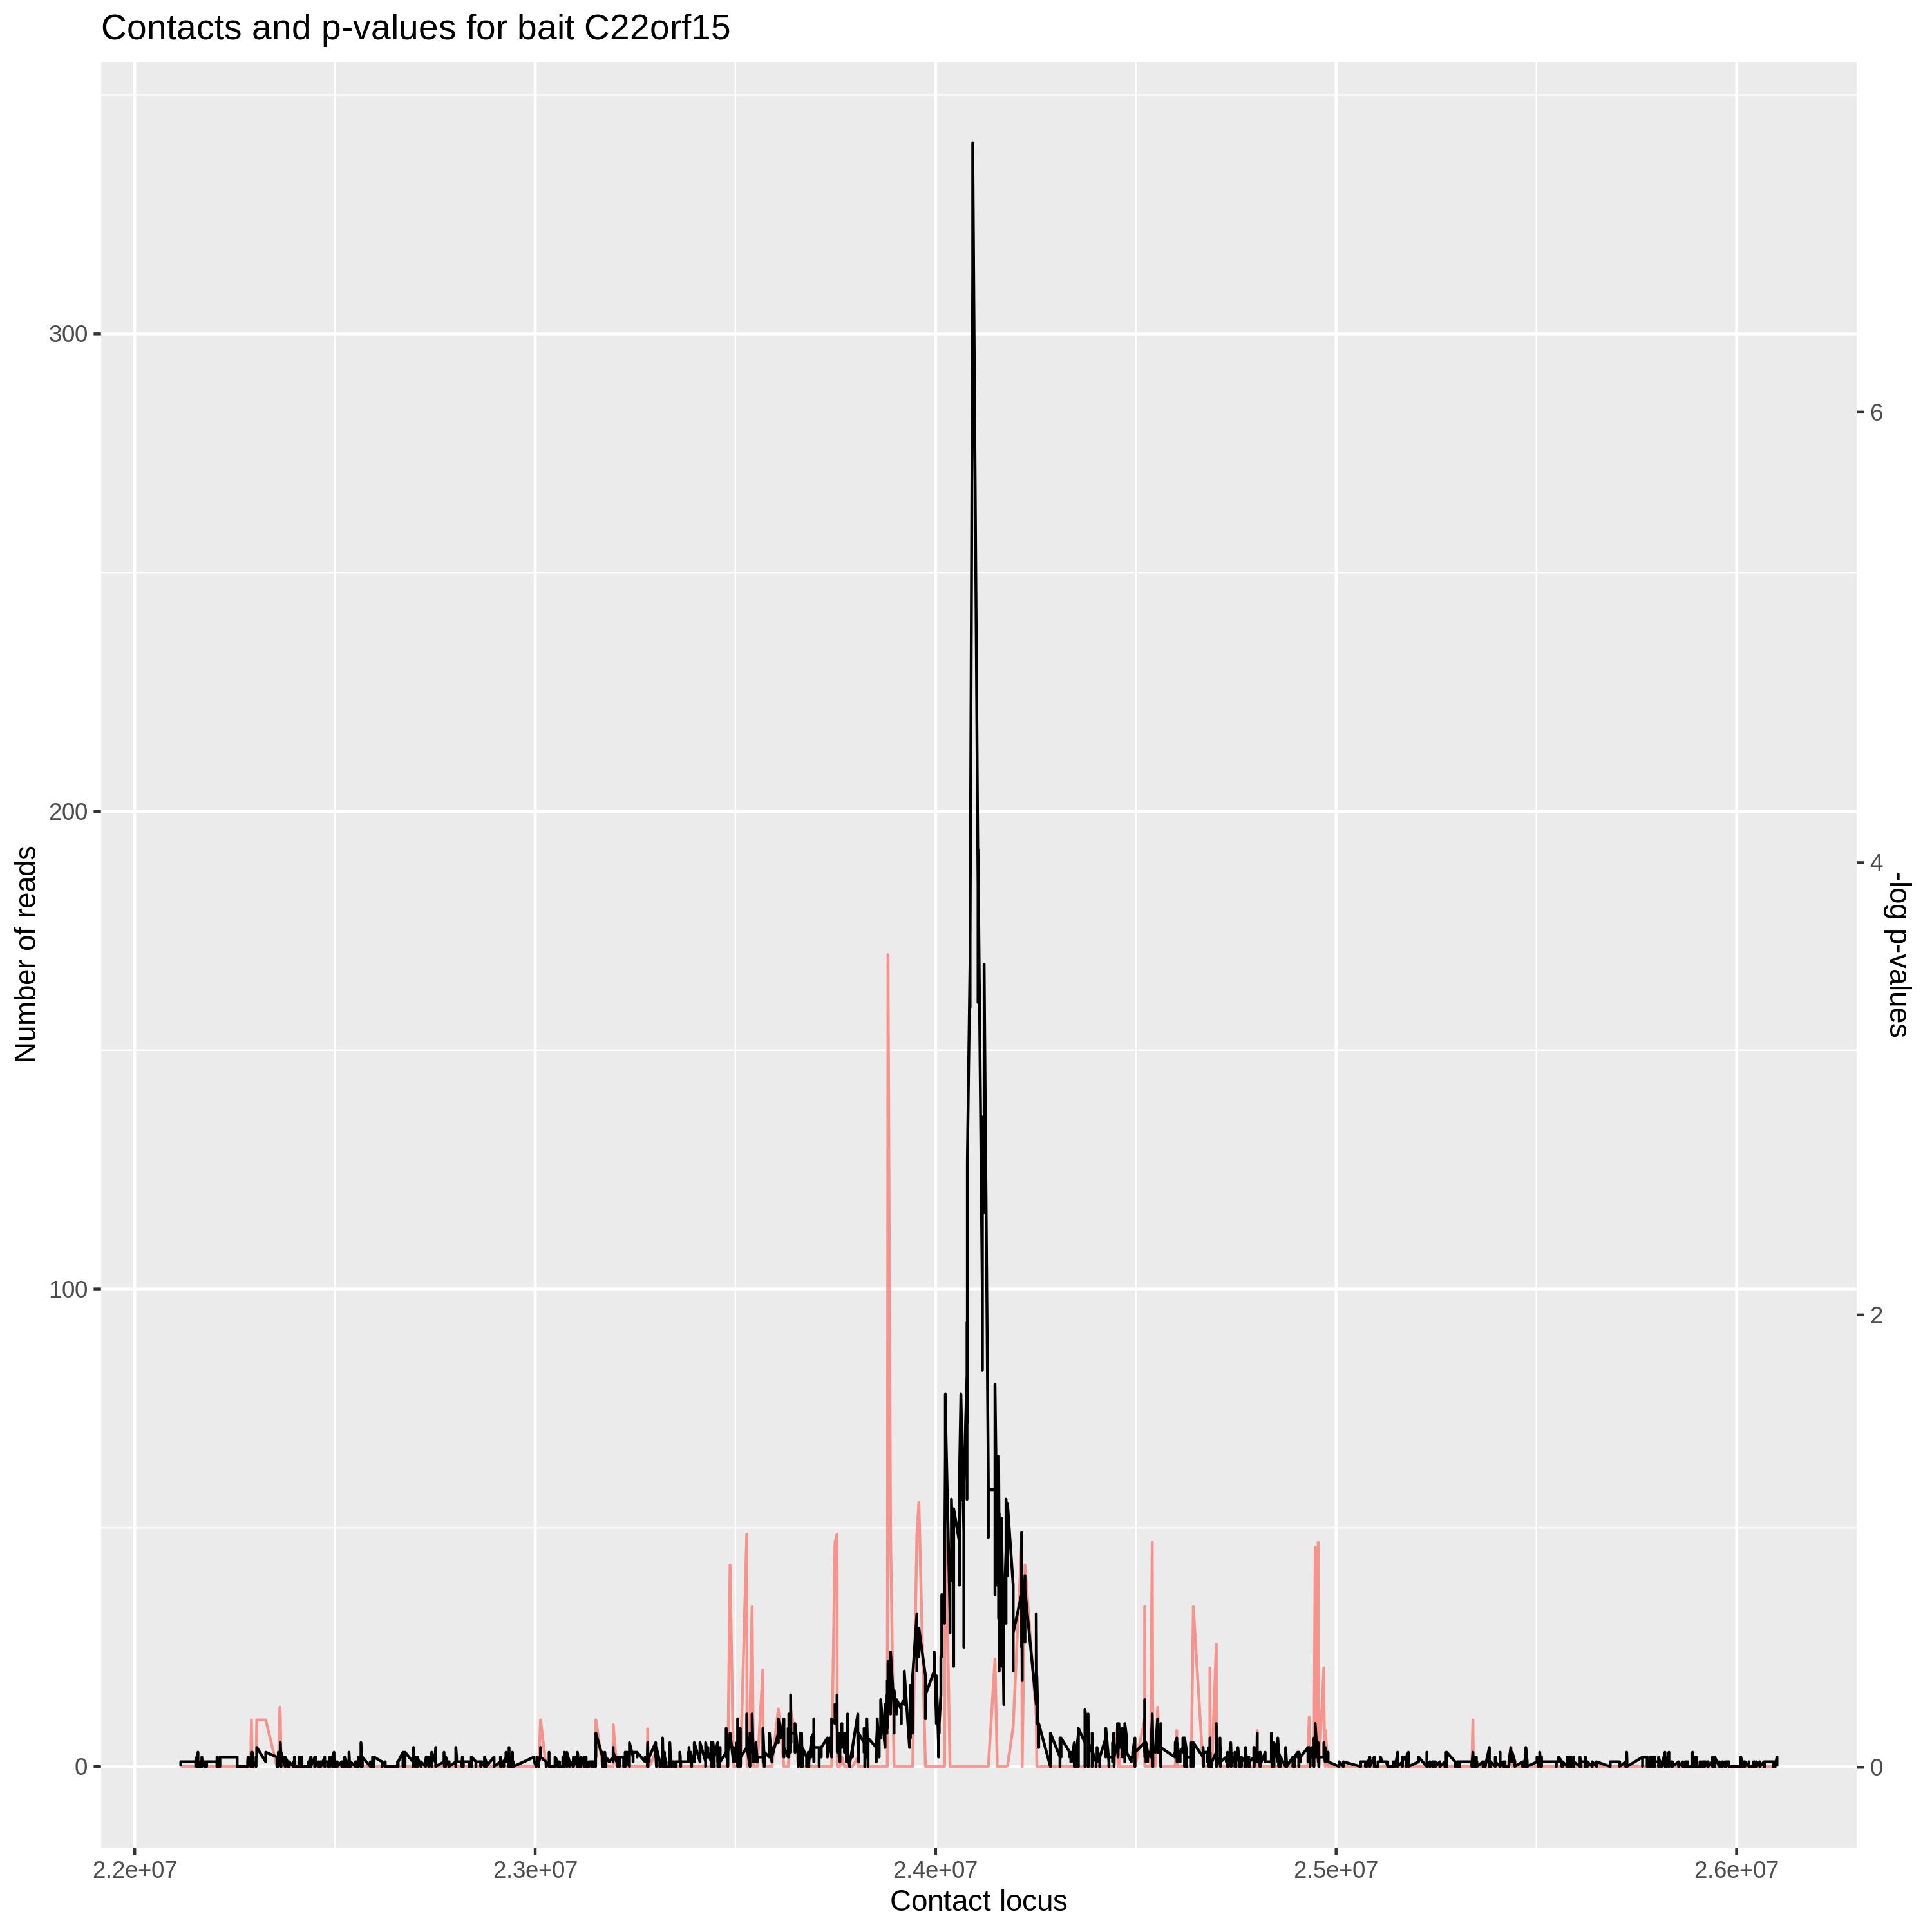 Contacts and p-values for bait C22orf15
300
200
100
0
Number of reads
6
4
2
0
-log p-values
2.2e+07
2.3e+07
2.4e+07
2.5e+07
2.6e+07
Contact locus